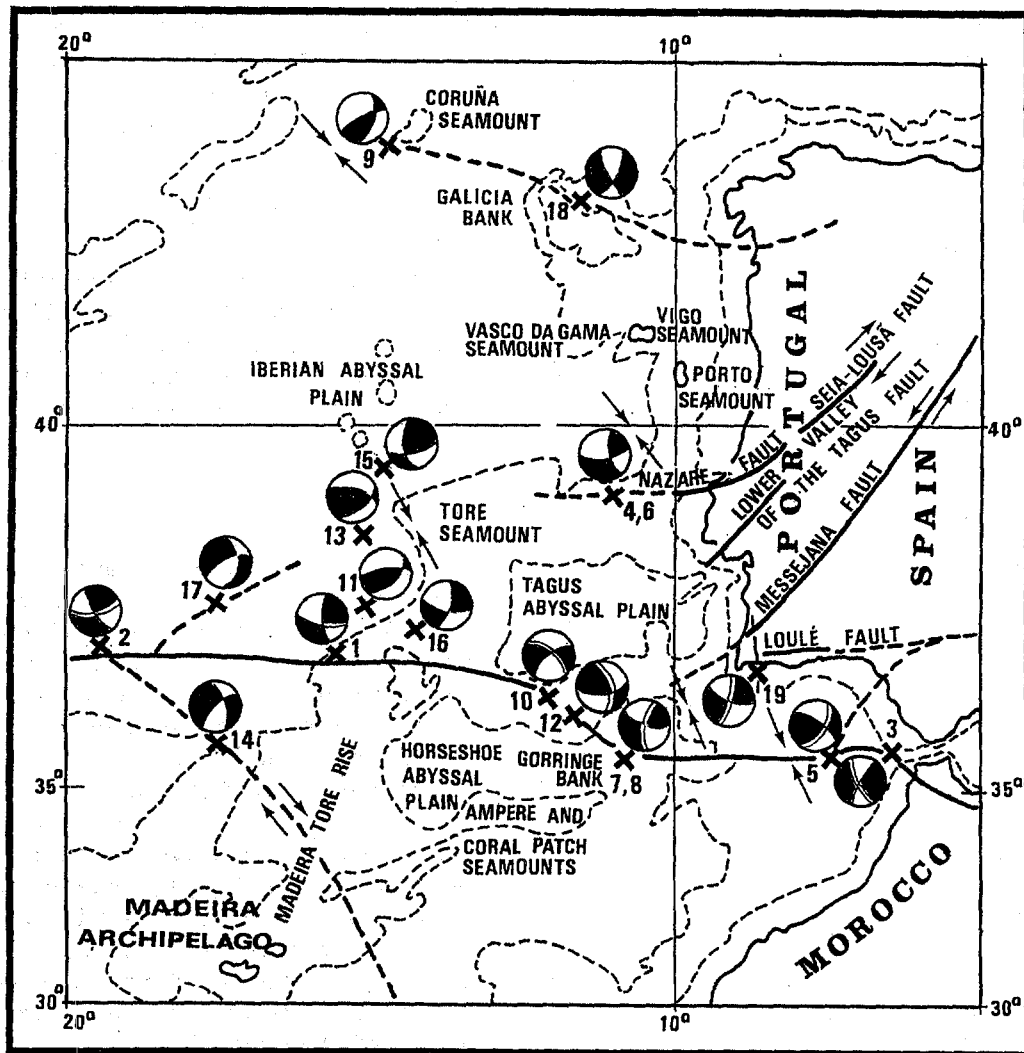 20°
10°
CORUÑA
SEAMOUNT
9
GALICIA
BANK
18
VIGO
SEAMOUNT
VASCO DA GAMA
SEAMOUNT
IBERIAN ABYSSAL
PLAIN
PORTO
SEAMOUNT
PORTUGAL
SEIA-LOUSÃ FAULT
LOWER VALLEY
OF THE TAGUS FAULT
MESSEJANA FAULT
SPAIN
40°
40°
15
NAZARE FAULT
4,6
13
TORE
SEAMOUNT
17
11
TAGUS
ABYSSAL PLAIN
2
1
16
LOULÉ FAULT
10
12
19
14
HORSESHOE
ABYSSAL
PLAIN
GORRINGE
BANK
7,8
5
3
35°
35°
AMPERE AND
CORAL PATCH
SEAMOUNTS
MADEIRA TORE RISE
MADEIRA
ARCHIPELAGO
MOROCCO
30°
30°
20°
10°